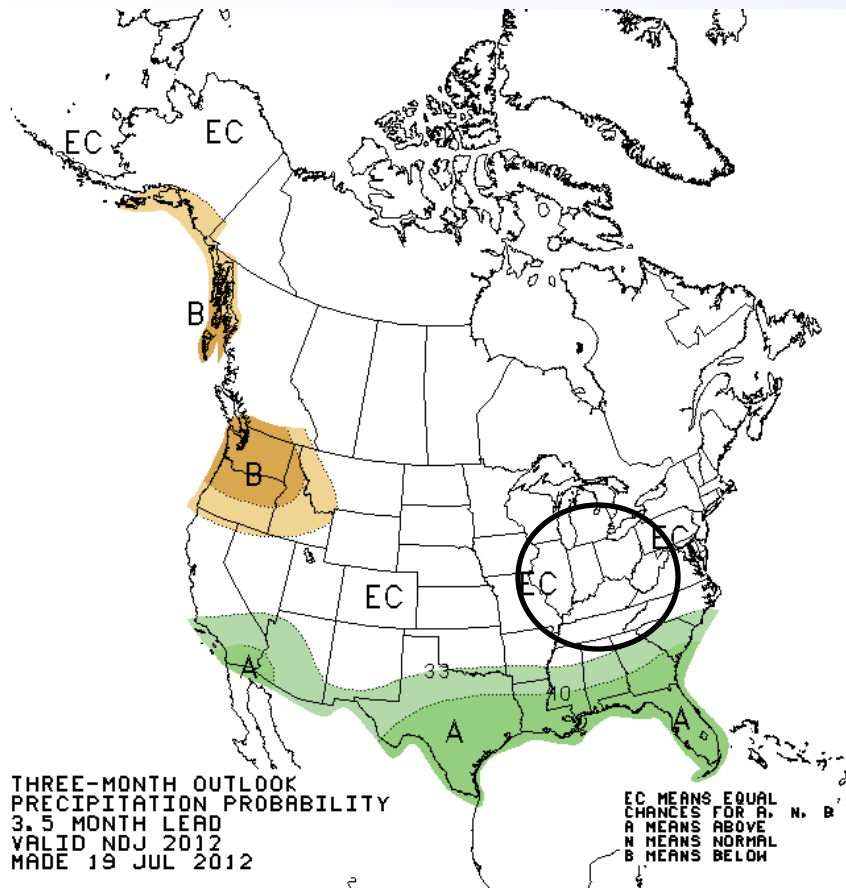 EC
EC
B
B
EC
EC
EC
A
33
40
A
A
THREE-MONTH OUTLOOK
PRECIPITATION PROBABILITY
3.5 MONTH LEAD
VALID NDJ 2012
MADE 19 JUL 2012
EC MEANS EQUAL
CHANCES FOR A, N, B
A MEANS ABOVE
N MEANS NORMAL
B MEANS BELOW